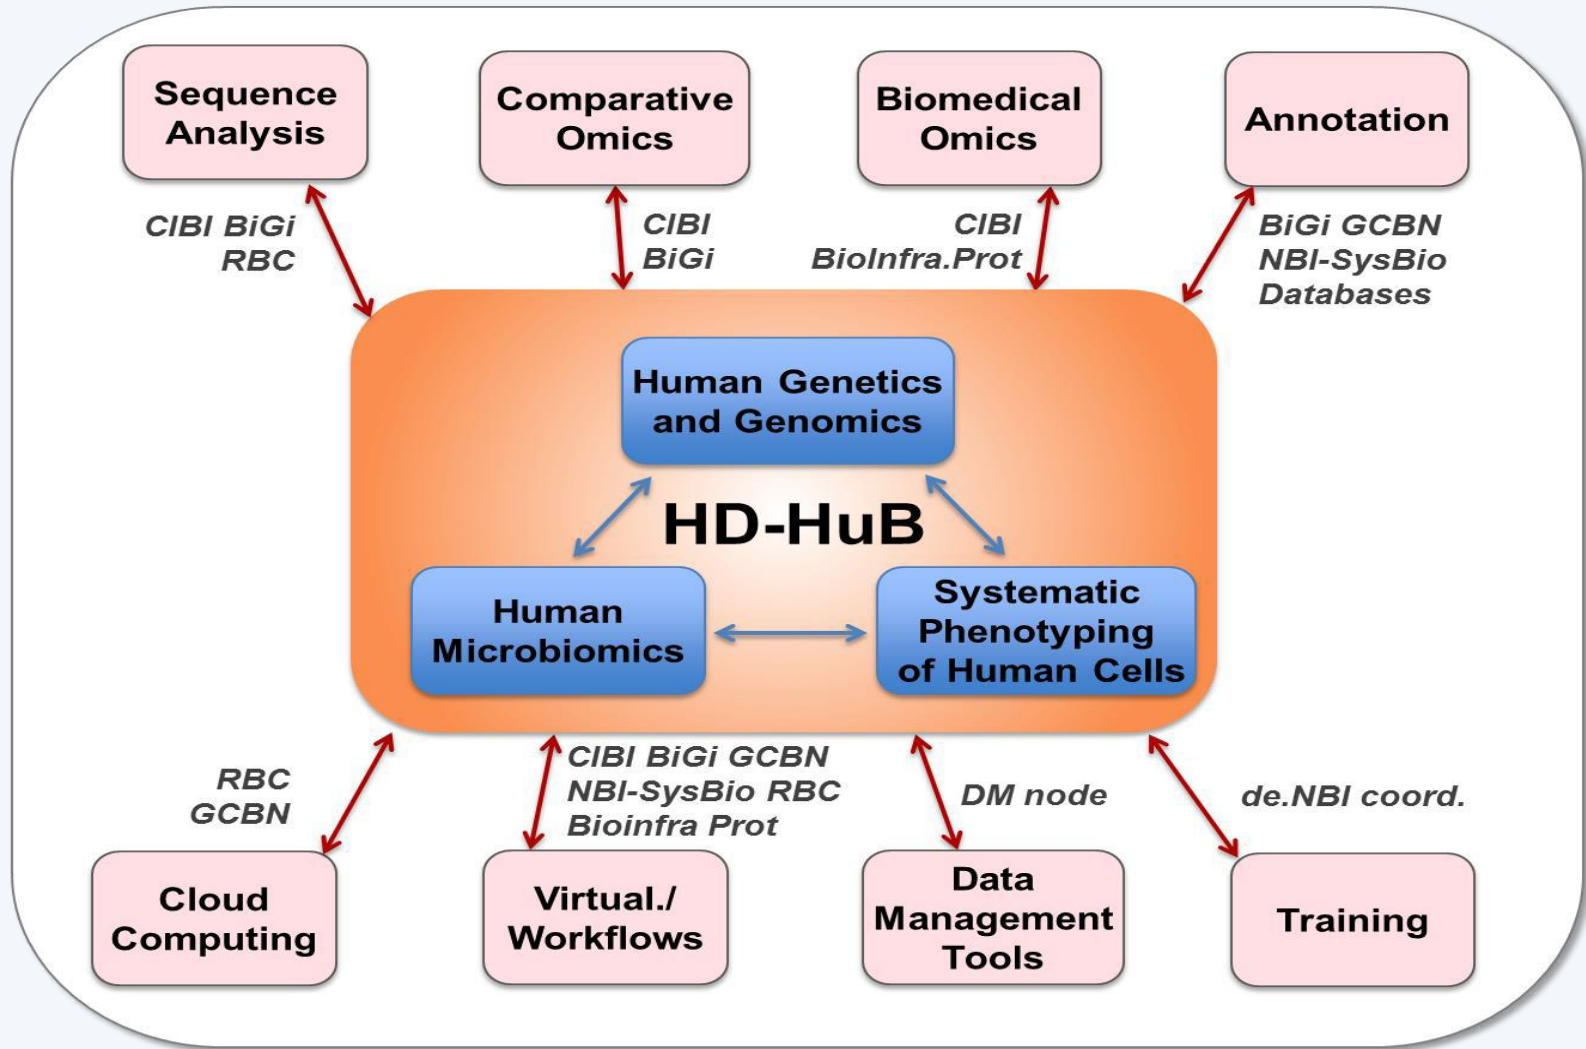 Sequence
Analysis
Comparative
Omics
Biomedical
Omics
Annotation
CIBI BiGi
RBC
CIBI
BiGi
CIBI
BioInfra.Prot
BiGi GCBN
NBI-SysBio
Databases
Human Genetics
and Genomics
HD-HuB
Human
Microbiomics
Systematic
Phenotyping
of Human Cells
RBC
GCBN
CIBI BiGi GCBN
NBI-SysBio RBC
Bioinfra Prot
DM node
de.NBI coord.
Cloud
Computing
Virtual./
Workflows
Data
Management
Tools
Training